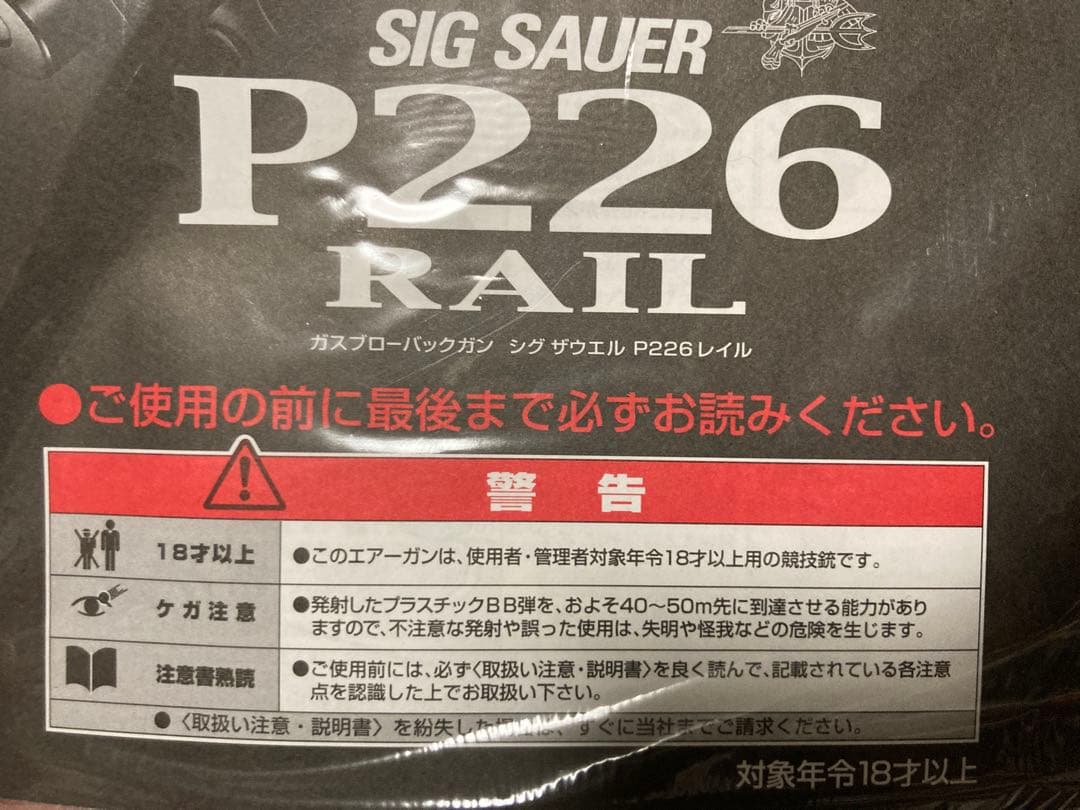 SIG SAUER
P226
RAIL
ガスブローバックガン シグ ザウエル P226レイル
●ご使用の前に最後まで必ずお読みください。
警告
18才以上
●このエアーガンは、使用者・管理者対象年令18才以上用の競技銃です。
ケガ注意
●発射したプラスチックBB弾を、およそ40〜50m先に到達させる能力があり
ますので、不注意な発射や誤った使用は、失明や怪我などの危険を生じます。
注意書熟読
●ご使用前には、必ず〈取扱い注意・説明書〉を良く読んで、記載されている各注意
点を認識した上でお取扱い下さい。
●〈取扱い注意・説明書〉を紛失した場合は、すぐに当社までご請求ください。
対象年令18才以上